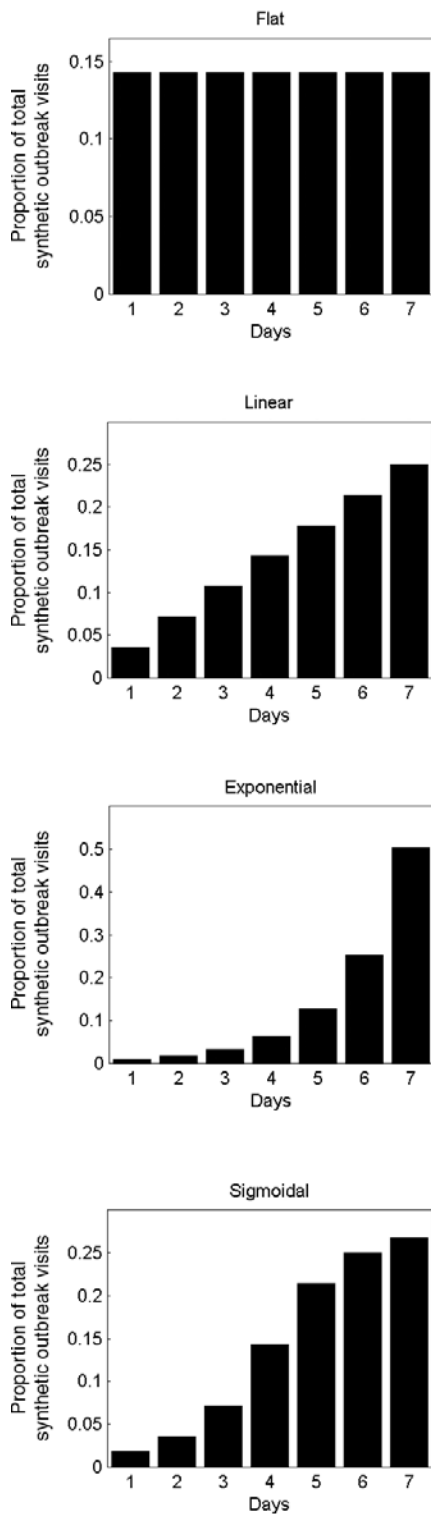 Flat
Proportion of total
synthetic outbreak visits
0.15
0.1
0.05
0
1 2 3 4 5 6 7
Days
Linear
Proportion of total
synthetic outbreak visits
0.25
0.2
0.15
0.1
0.05
0
1 2 3 4 5 6 7
Days
Exponential
Proportion of total
synthetic outbreak visits
0.5
0.4
0.3
0.2
0.1
0
1 2 3 4 5 6 7
Days
Sigmoidal
Proportion of total
synthetic outbreak visits
0.25
0.2
0.15
0.1
0.05
0
1 2 3 4 5 6 7
Days